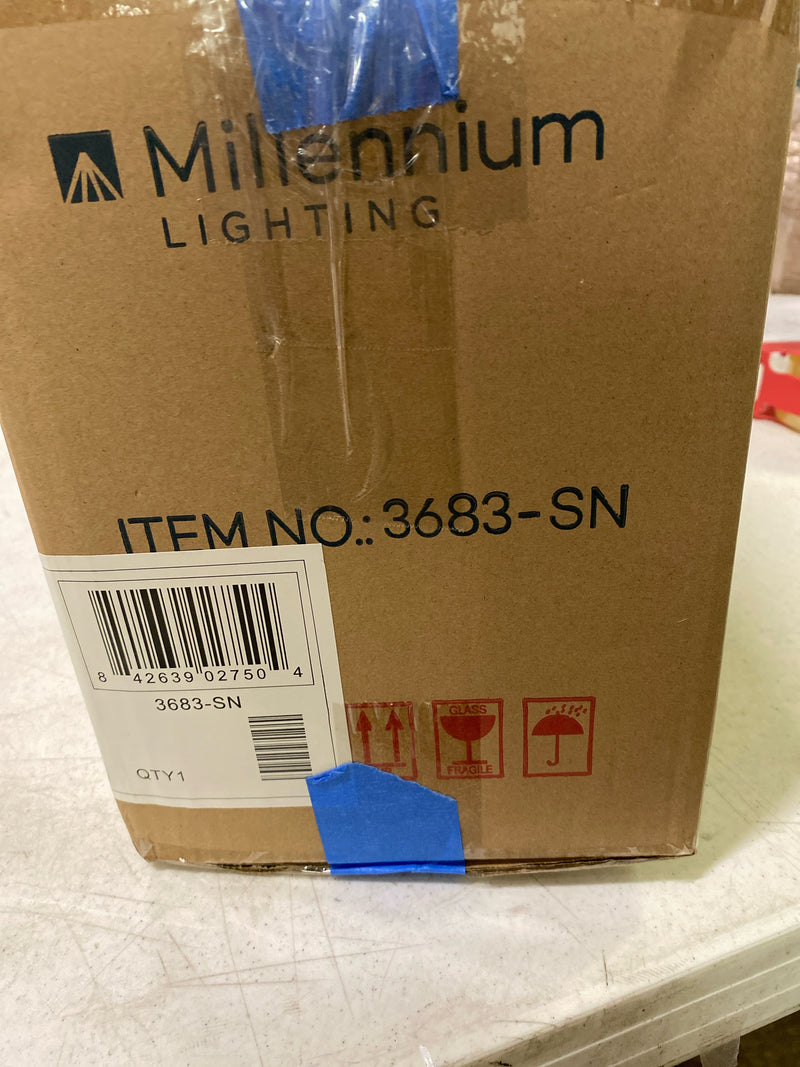 Millennium
LIGHTING
ITEM NO.: 3683-SN
8 42639 02750 4
3683-SN
QTY1
GLASS
FRAGILE